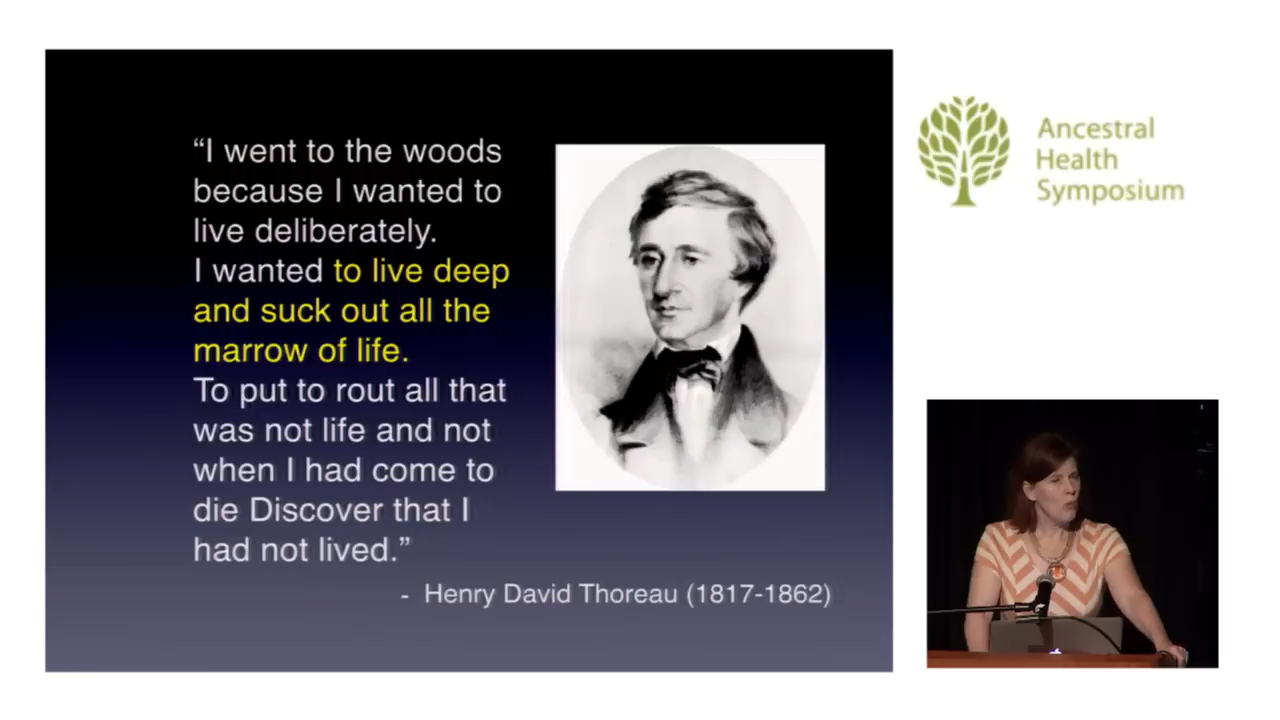 “I went to the woods
because I wanted to
live deliberately.
I wanted to live deep
and suck out all the
marrow of life.
To put to rout all that
was not life and not
when I had come to
die Discover that I
had not lived.”
- Henry David Thoreau (1817-1862)
Ancestral
Health
Symposium